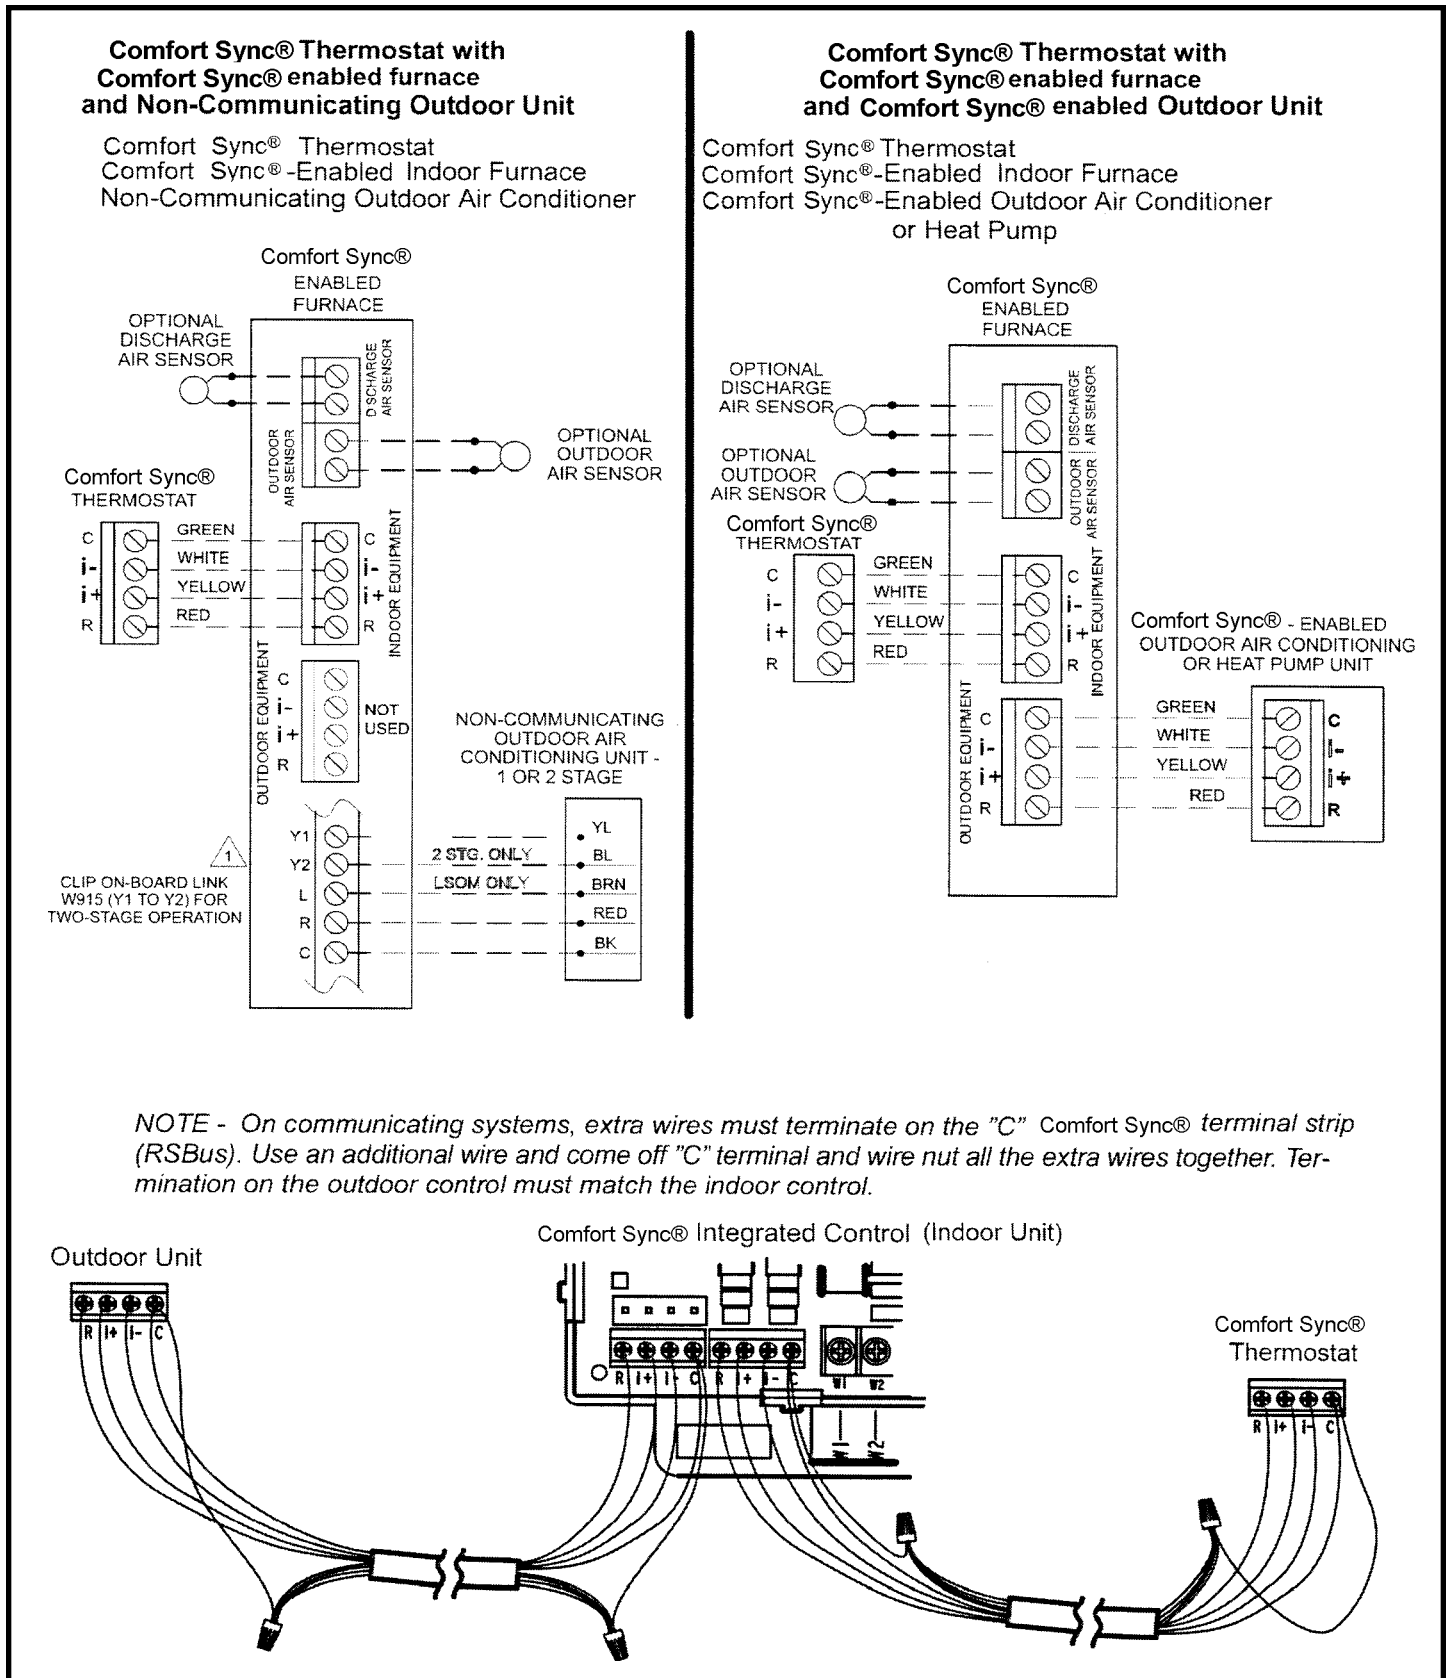 Comfort Sync® Thermostat with
Comfort Sync® enabled furnace
and Non-Communicating Outdoor Unit
Comfort Sync® Thermostat
Comfort Sync®-Enabled Indoor Furnace
Non-Communicating Outdoor Air Conditioner
Comfort Sync®
ENABLED
FURNACE
OPTIONAL
DISCHARGE
AIR SENSOR
DISCHARGE
AIR SENSOR
OUTDOOR
AIR SENSOR
OPTIONAL
OUTDOOR
AIR SENSOR
Comfort Sync®
THERMOSTAT
C GREEN C
i- WHITE i-
i+ YELLOW i+
R RED R
INDOOR EQUIPMENT
OUTDOOR EQUIPMENT
C
i-
i+
R
NOT
USED
NON-COMMUNICATING
OUTDOOR AIR
CONDITIONING UNIT -
1 OR 2 STAGE
Y1 YL
Y2 2 STG. ONLY BL
L LSOM ONLY BRN
R RED
C BK
1
CLIP ON-BOARD LINK
W915 (Y1 TO Y2) FOR
TWO-STAGE OPERATION
Comfort Sync® Thermostat with
Comfort Sync® enabled furnace
and Comfort Sync® enabled Outdoor Unit
Comfort Sync® Thermostat
Comfort Sync®-Enabled Indoor Furnace
Comfort Sync®-Enabled Outdoor Air Conditioner
or Heat Pump
Comfort Sync®
ENABLED
FURNACE
OPTIONAL
DISCHARGE
AIR SENSOR
DISCHARGE
AIR SENSOR
OPTIONAL
OUTDOOR
AIR SENSOR
OUTDOOR
AIR SENSOR
Comfort Sync®
THERMOSTAT
C GREEN C
i- WHITE i-
i+ YELLOW i+
R RED R
INDOOR EQUIPMENT
Comfort Sync® - ENABLED
OUTDOOR AIR CONDITIONING
OR HEAT PUMP UNIT
OUTDOOR EQUIPMENT
C GREEN C
i- WHITE i-
i+ YELLOW i+
R RED R
NOTE - On communicating systems, extra wires must terminate on the "C" Comfort Sync® terminal strip
(RSBus). Use an additional wire and come off "C" terminal and wire nut all the extra wires together. Ter-
mination on the outdoor control must match the indoor control.
Comfort Sync® Integrated Control (Indoor Unit)
Outdoor Unit
R I+ I- C
R I+ I- C R I+ I- C W1 W2
W1 W2
Comfort Sync®
Thermostat
R I+ I- C